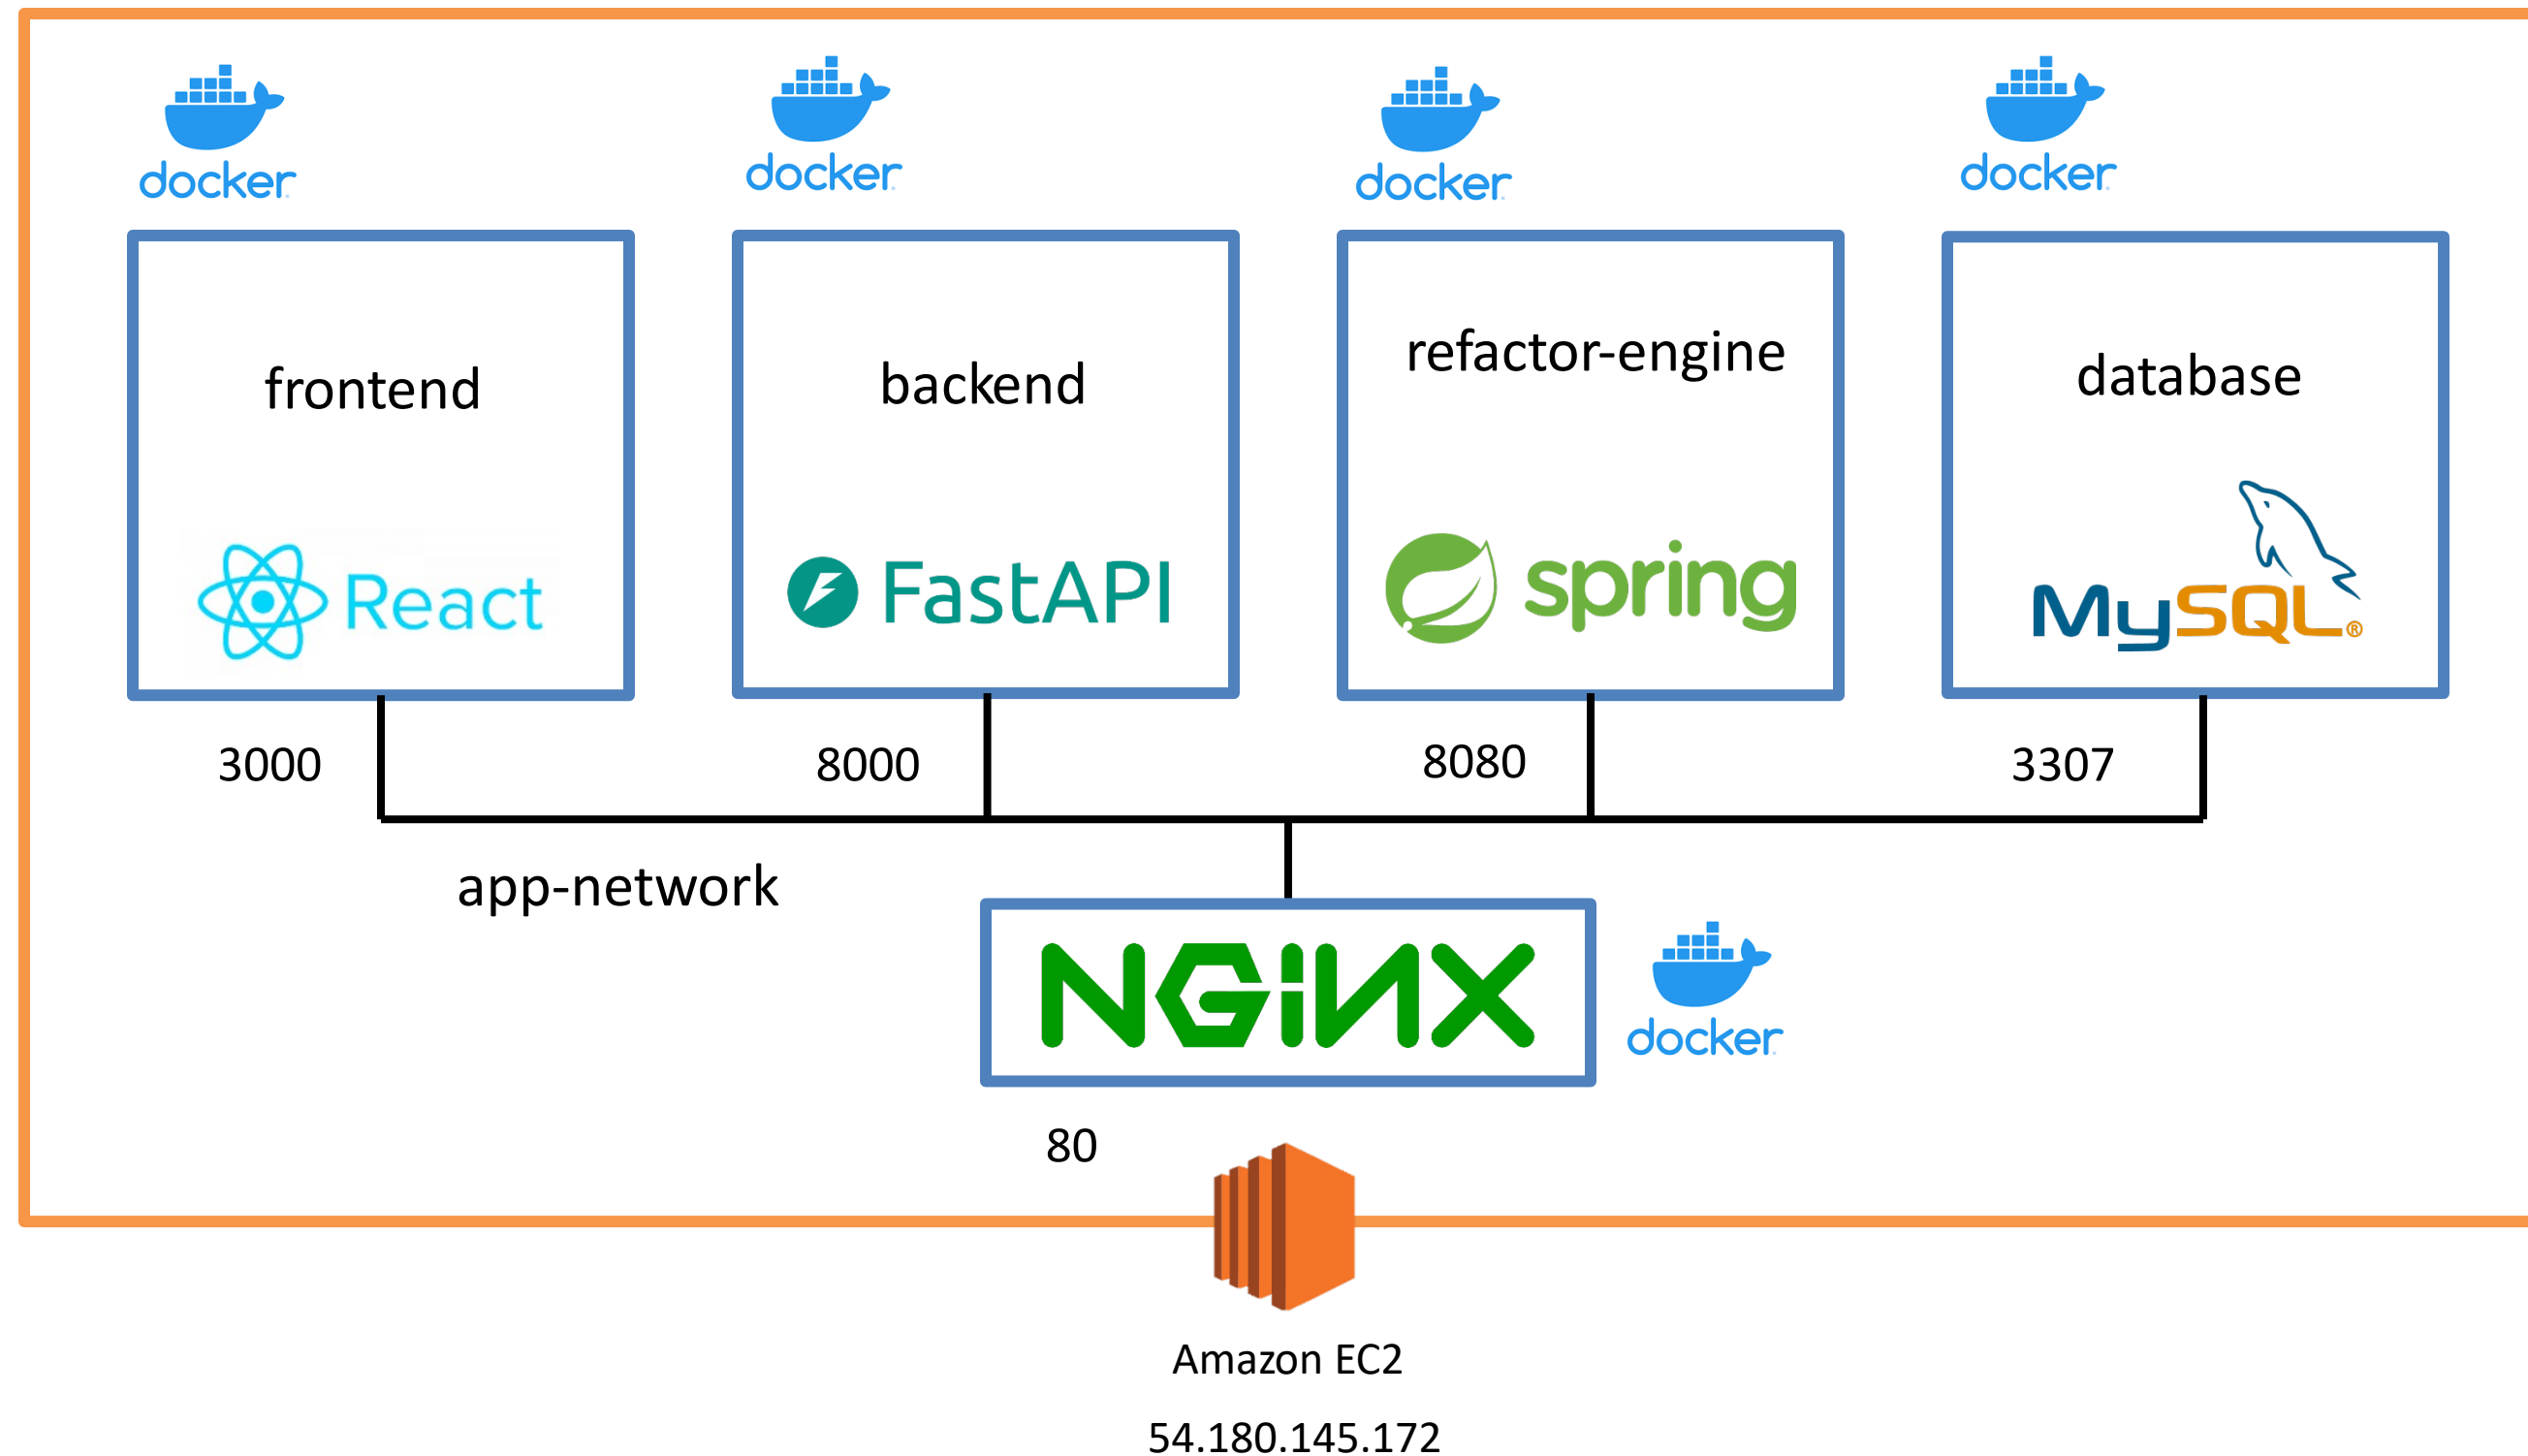 docker
docker
docker
docker
frontend
backend
refactor-engine
database
React
FastAPI
spring
MySQL®
3000
8000
8080
3307
app-network
NGiNX
docker
80
Amazon EC2
54.180.145.172